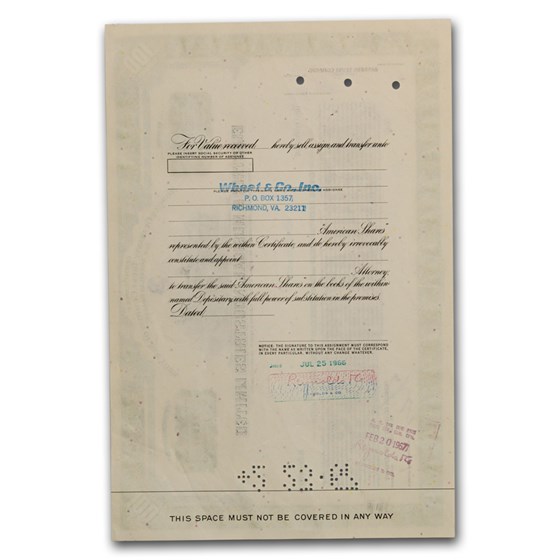 For Value received hereby sell, assign and transfer unto
PLEASE INSERT SOCIAL SECURITY OR OTHER
IDENTIFYING NUMBER OF ASSIGNEE
Wheat & Co., Inc.
P. O. BOX 1357,
RICHMOND, VA. 23211
"American Shares"
represented by the within Certificate, and do hereby irrevocably
constitute and appoint
Attorney
to transfer the said American Shares on the books of the within
named Depositary with full power of substitution in the premises.
Dated
NOTICE: THE SIGNATURE TO THIS ASSIGNMENT MUST CORRESPOND
WITH THE NAME AS WRITTEN UPON THE FACE OF THE CERTIFICATE,
IN EVERY PARTICULAR, WITHOUT ANY CHANGE WHATEVER.
JUL 25 1966
FEB 20 1967
THIS SPACE MUST NOT BE COVERED IN ANY WAY